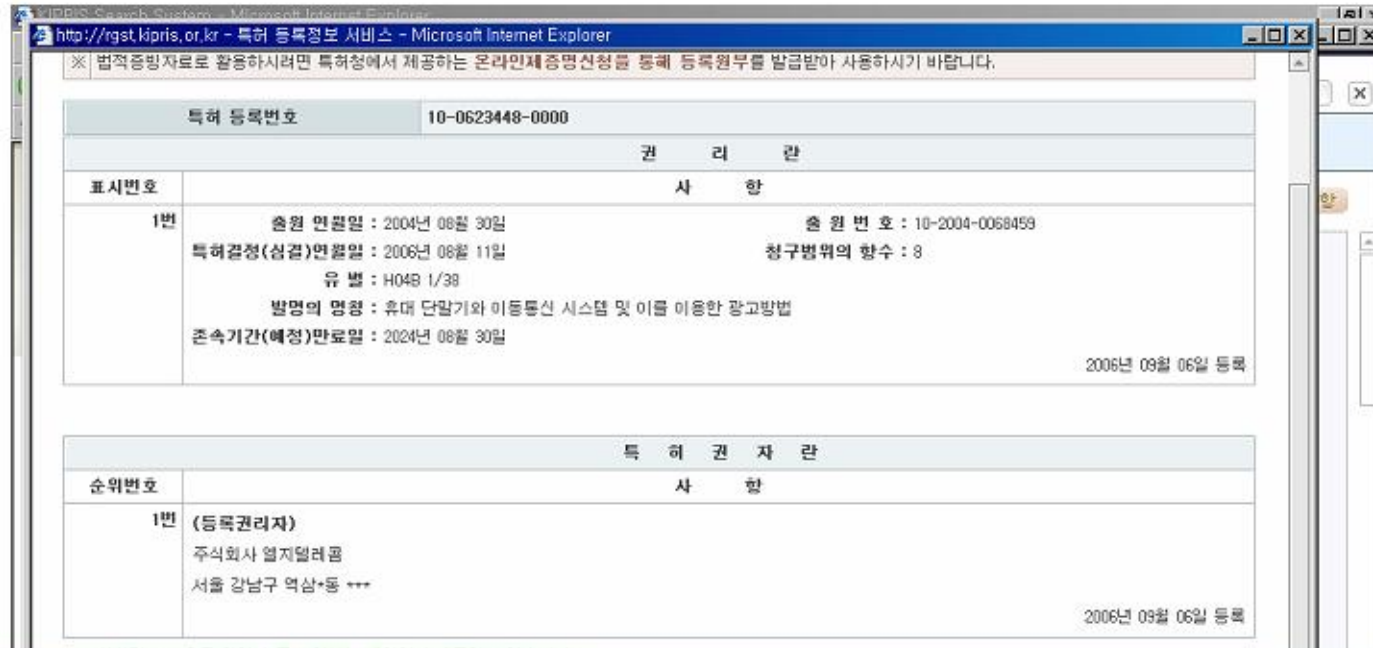 KIPRIS Search System - Microsoft Internet Explorer
http://rgst.kipris.or.kr - 특허 등록정보 서비스 - Microsoft Internet Explorer
※ 법적증빙자료로 활용하시려면 특허청에서 제공하는 온라인제증명신청을 통해 등록원부를 발급받아 사용하시기 바랍니다.
특허 등록번호 10-0623448-0000
권 리 란
표시번호 사 항
1번 출원 연월일 : 2004년 08월 30일 출 원 번 호 : 10-2004-0068459
특허결정(심결)연월일 : 2006년 08월 11일 청구범위의 항수 : 8
유 별 : H04B 1/38
발명의 명칭 : 휴대 단말기와 이동통신 시스템 및 이를 이용한 광고방법
존속기간(예정)만료일 : 2024년 08월 30일
2006년 09월 06일 등록
특 허 권 자 란
순위번호 사 항
1번 (등록권리자)
주식회사 엘지텔레콤
서울 강남구 역삼*동 ***
2006년 09월 06일 등록